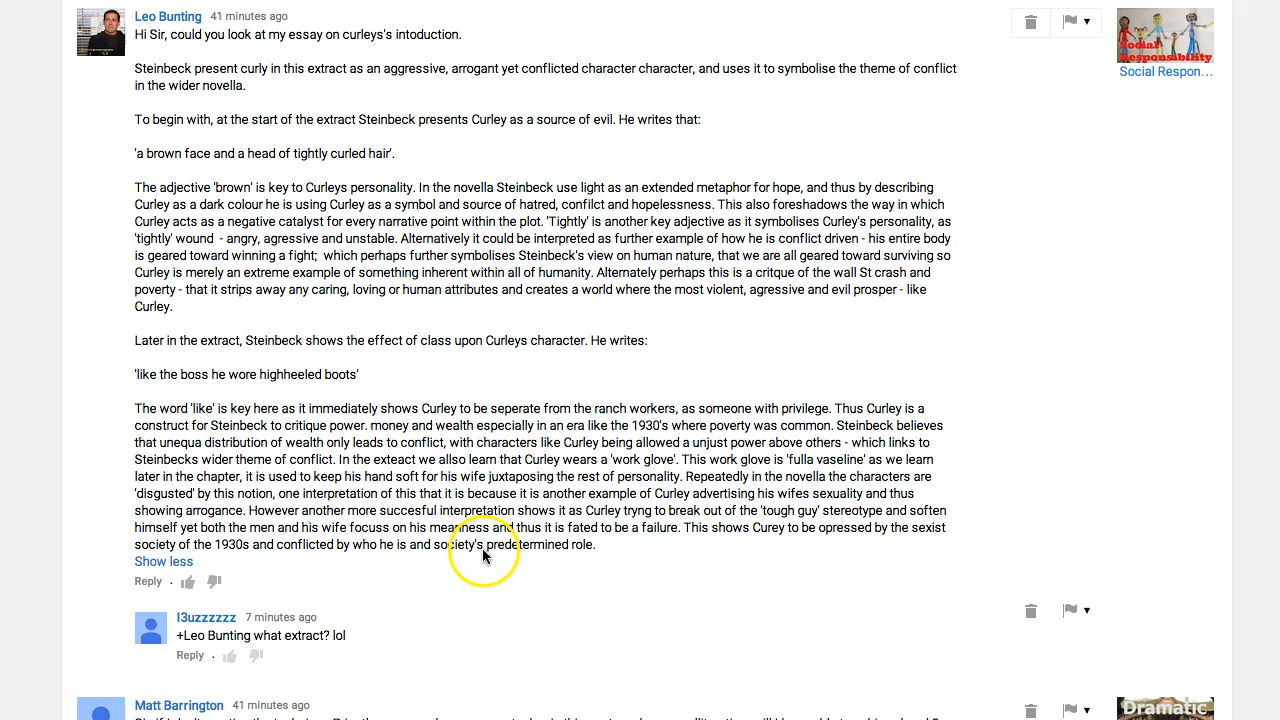 Leo Bunting 41 minutes ago
Hi Sir, could you look at my essay on curleys's intoduction.
Steinbeck present curly in this extract as an aggressive, arrogant yet conflicted character character, and uses it to symbolise the theme of conflict
in the wider novella.
To begin with, at the start of the extract Steinbeck presents Curley as a source of evil. He writes that:
'a brown face and a head of tightly curled hair'.
The adjective 'brown' is key to Curleys personality. In the novella Steinbeck use light as an extended metaphor for hope, and thus by describing
Curley as a dark colour he is using Curley as a symbol and source of hatred, confilct and hopelessness. This also foreshadows the way in which
Curley acts as a negative catalyst for every narrative point within the plot. 'Tightly' is another key adjective as it symbolises Curley's personality, as
'tightly' wound - angry, agressive and unstable. Alternatively it could be interpreted as further example of how he is conflict driven - his entire body
is geared toward winning a fight; which perhaps further symbolises Steinbeck's view on human nature, that we are all geared toward surviving so
Curley is merely an extreme example of something inherent within all of humanity. Alternately perhaps this is a critque of the wall St crash and
poverty - that it strips away any caring, loving or human attributes and creates a world where the most violent, agressive and evil prosper - like
Curley.
Later in the extract, Steinbeck shows the effect of class upon Curleys character. He writes:
'like the boss he wore highheeled boots'
The word 'like' is key here as it immediately shows Curley to be seperate from the ranch workers, as someone with privilege. Thus Curley is a
construct for Steinbeck to critique power. money and wealth especially in an era like the 1930's where poverty was common. Steinbeck believes
that unequa distribution of wealth only leads to conflict, with characters like Curley being allowed a unjust power above others - which links to
Steinbecks wider theme of conflict. In the exteact we allso learn that Curley wears a 'work glove'. This work glove is 'fulla vaseline' as we learn
later in the chapter, it is used to keep his hand soft for his wife juxtaposing the rest of personality. Repeatedly in the novella the characters are
'disgusted' by this notion, one interpretation of this that it is because it is another example of Curley advertising his wifes sexuality and thus
showing arrogance. However another more succesful interpretation shows it as Curley tryng to break out of the 'tough guy' stereotype and soften
himself yet both the men and his wife focuss on his meanness and thus it is fated to be a failure. This shows Curey to be opressed by the sexist
society of the 1930s and conflicted by who he is and society's predetermined role.
Show less
Reply .
l3uzzzzzz 7 minutes ago
+Leo Bunting what extract? lol
Reply .
Matt Barrington 41 minutes ago
Social
Responsibility
Social Respon...
Dramatic